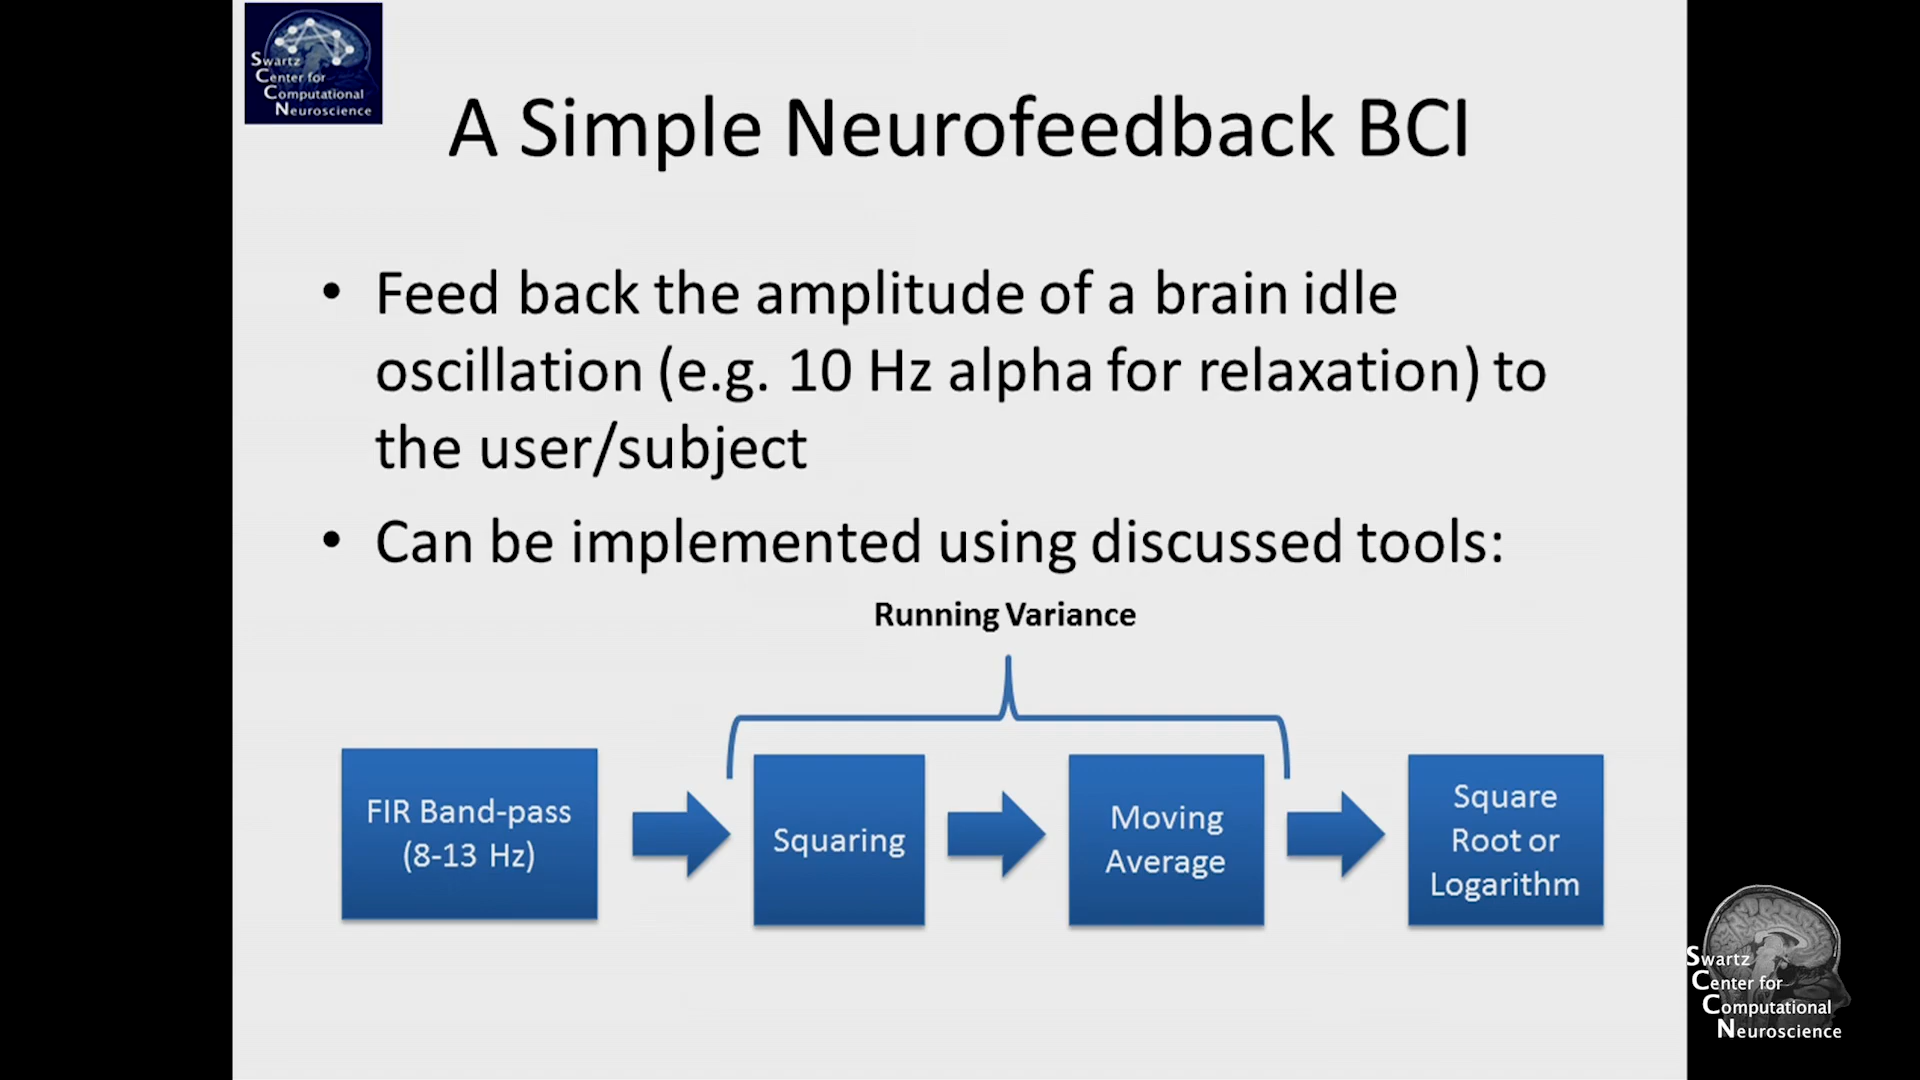 Swartz
Center for
Computational
Neuroscience
A Simple Neurofeedback BCI
• Feed back the amplitude of a brain idle
oscillation (e.g. 10 Hz alpha for relaxation) to
the user/subject
• Can be implemented using discussed tools:
Running Variance
FIR Band-pass
(8-13 Hz)
Squaring
Moving
Average
Square
Root or
Logarithm
Swartz
Center for
Computational
Neuroscience